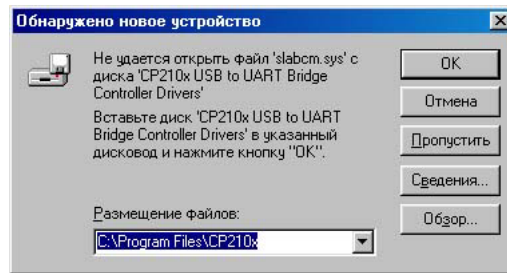 Обнаружено новое устройство
Не удается открыть файл 'slabcm.sys' с
диска 'CP210x USB to UART Bridge
Controller Drivers'
Вставьте диск 'CP210x USB to UART
Bridge Controller Drivers' в указанный
дисковод и нажмите кнопку "OK".
Размещение файлов:
C:\Program Files\CP210x
OK
Отмена
Пропустить
Сведения...
Обзор...